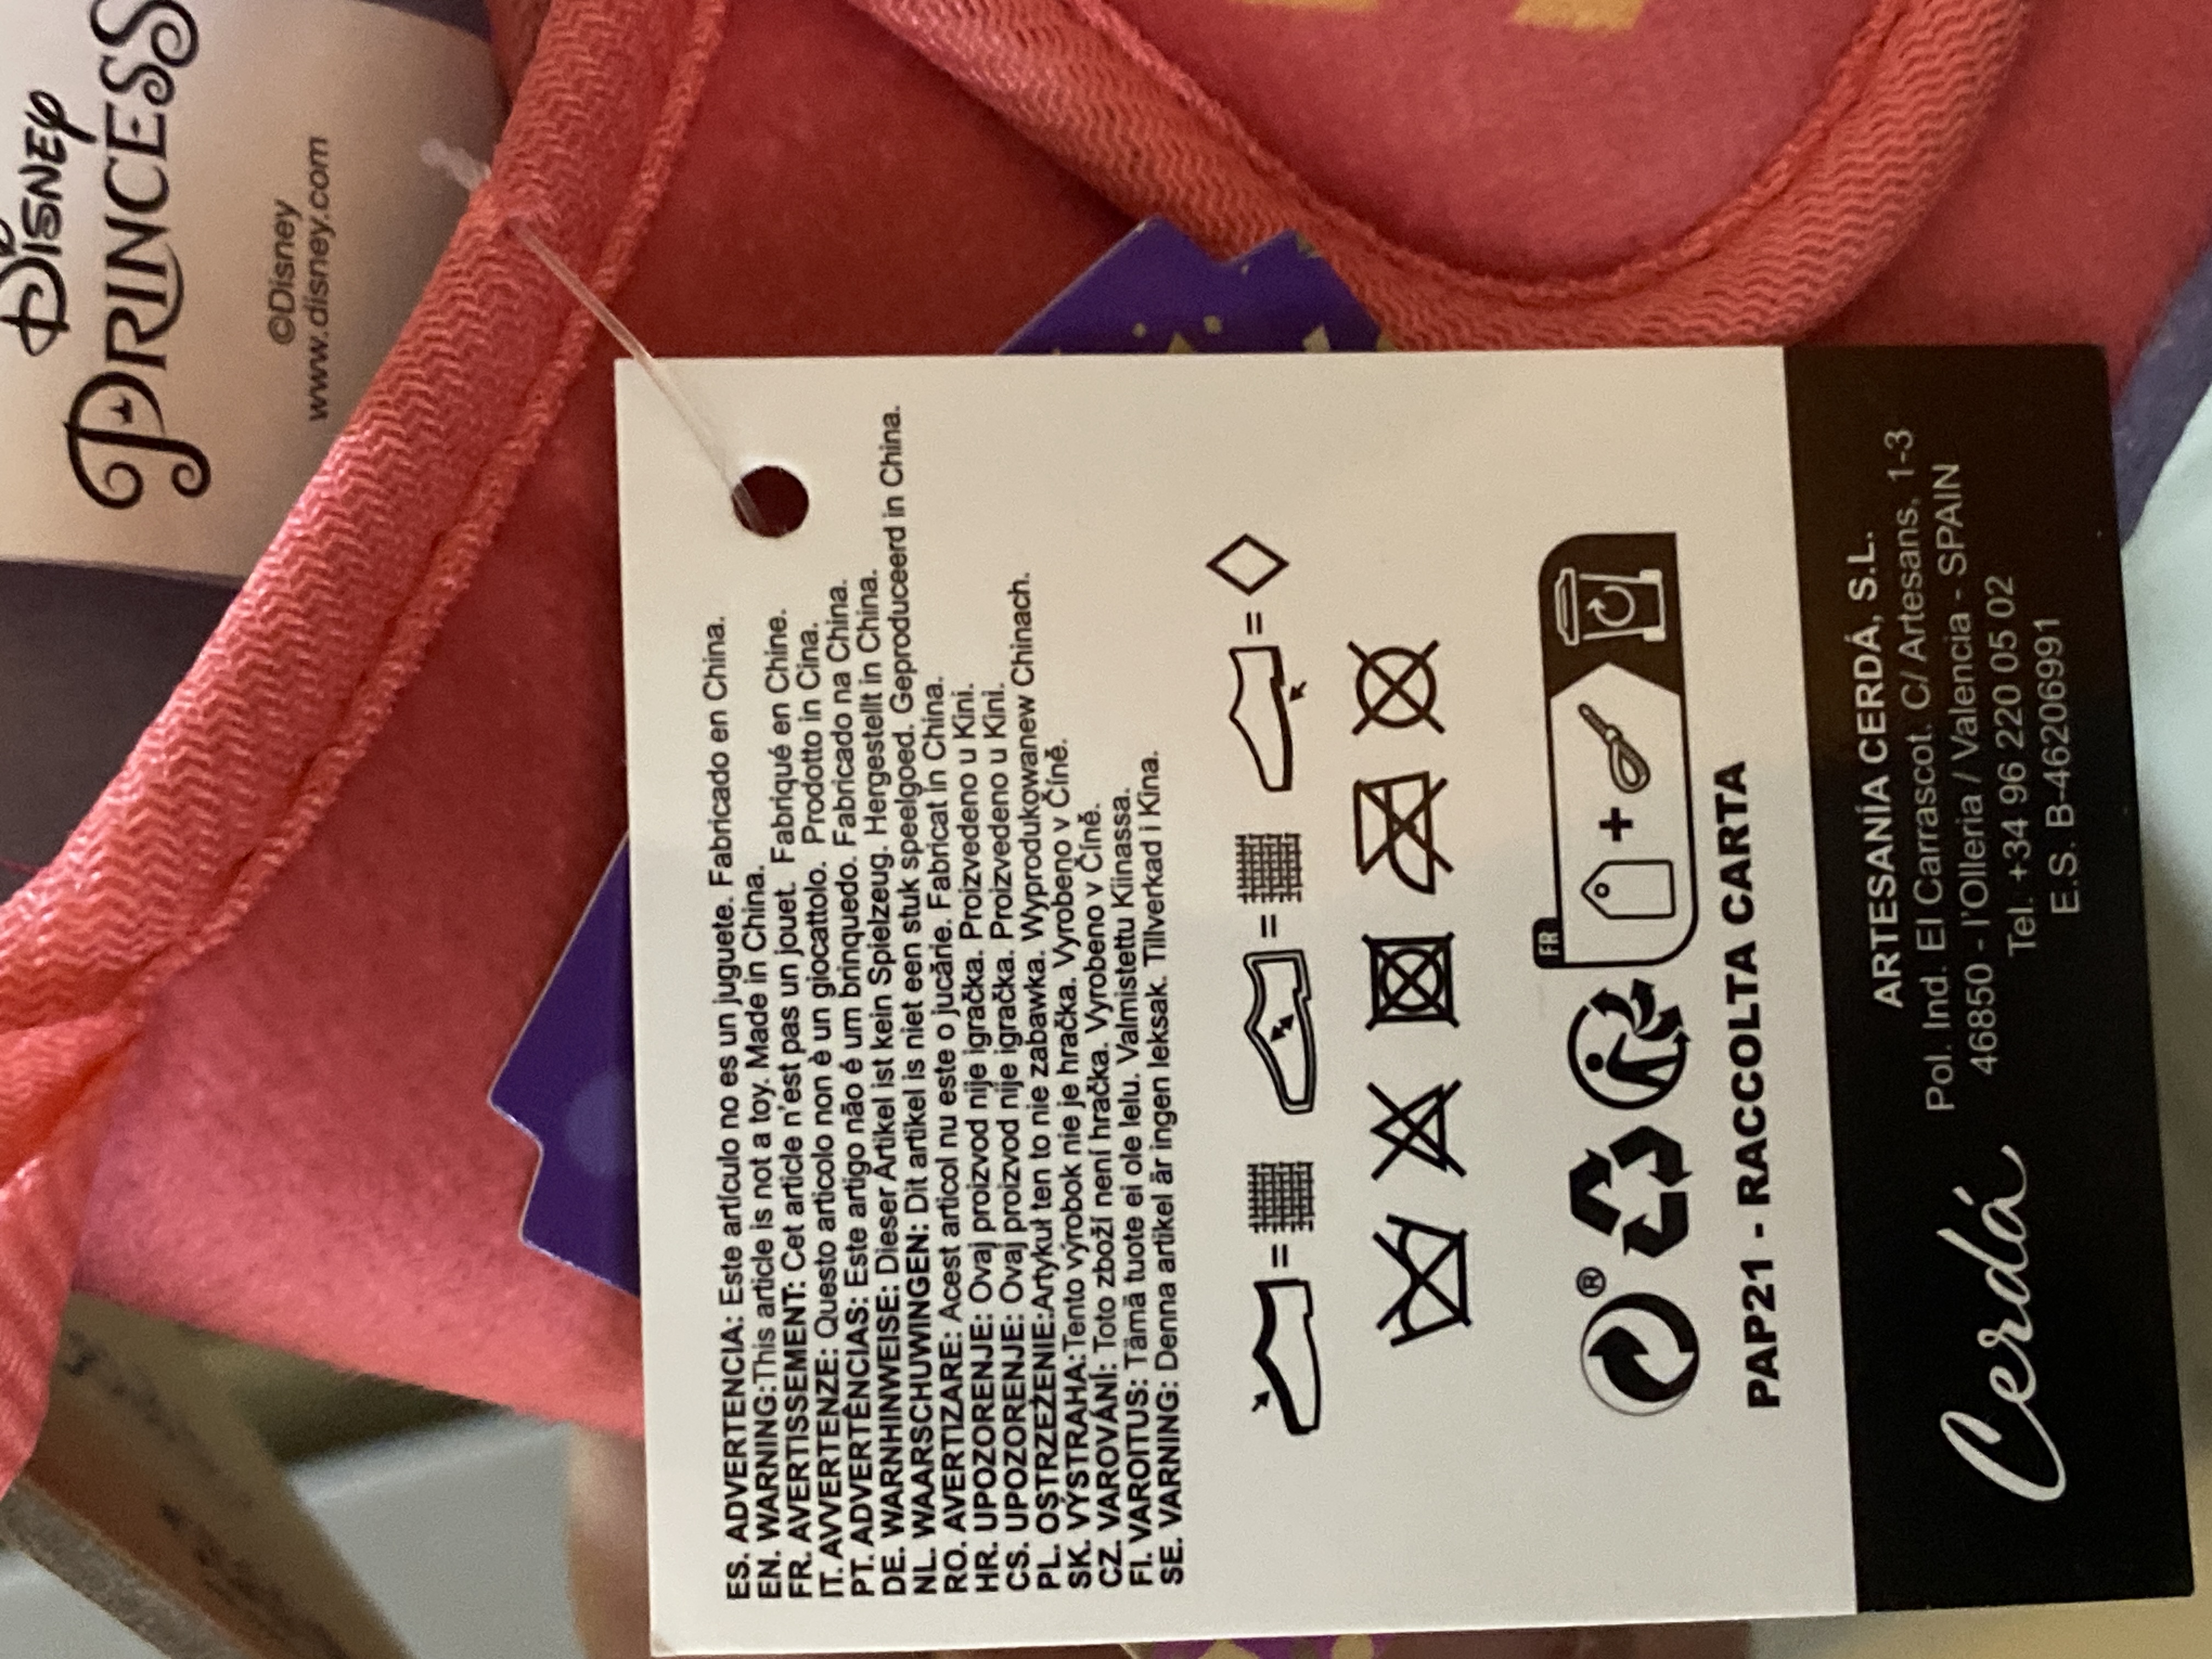 Disney
PRINCESS
©Disney
www.disney.com
ES. ADVERTENCIA: Este artículo no es un juguete. Fabricado en China.
EN. WARNING:This article is not a toy. Made in China.
FR. AVERTISSEMENT: Cet article n'est pas un jouet. Fabriqué en Chine.
IT. AVVERTENZE: Questo articolo non è un giocattolo. Prodotto in Cina.
PT. ADVERTÊNCIAS: Este artigo não é um brinquedo. Fabricado na China.
DE. WARNHINWEISE: Dieser Artikel ist kein Spielzeug. Hergestellt in China.
NL. WAARSCHUWINGEN: Dit artikel is niet een stuk speelgoed. Geproduceerd in China.
RO. AVERTIZARE: Acest articol nu este o jucărie. Fabricat in China.
HR. UPOZORENJE: Ovaj proizvod nije igračka. Proizvedeno u Kini.
CS. UPOZORENJE: Ovaj proizvod nije igračka. Proizvedeno u Kini.
PL. OSTRZEŻENIE:Artykuł ten to nie zabawka. Wyprodukowanew Chinach.
SK. VÝSTRAHA:Tento výrobok nie je hračka. Vyrobeno v Číně.
CZ. VAROVÁNÍ: Toto zboží není hračka. Vyrobeno v Číně.
FI. VAROITUS: Tämä tuote ei ole lelu. Valmistettu Kiinassa.
SE. VARNING: Denna artikel är ingen leksak. Tillverkad i Kina.
= = =
® FR +
PAP21 - RACCOLTA CARTA
Cerdá
ARTESANÍA CERDÁ, S.L.
Pol. Ind. El Carrascot. C/ Artesans, 1-3
46850 - l'Olleria / Valencia - SPAIN
Tel. +34 96 220 05 02
E.S. B-46206991